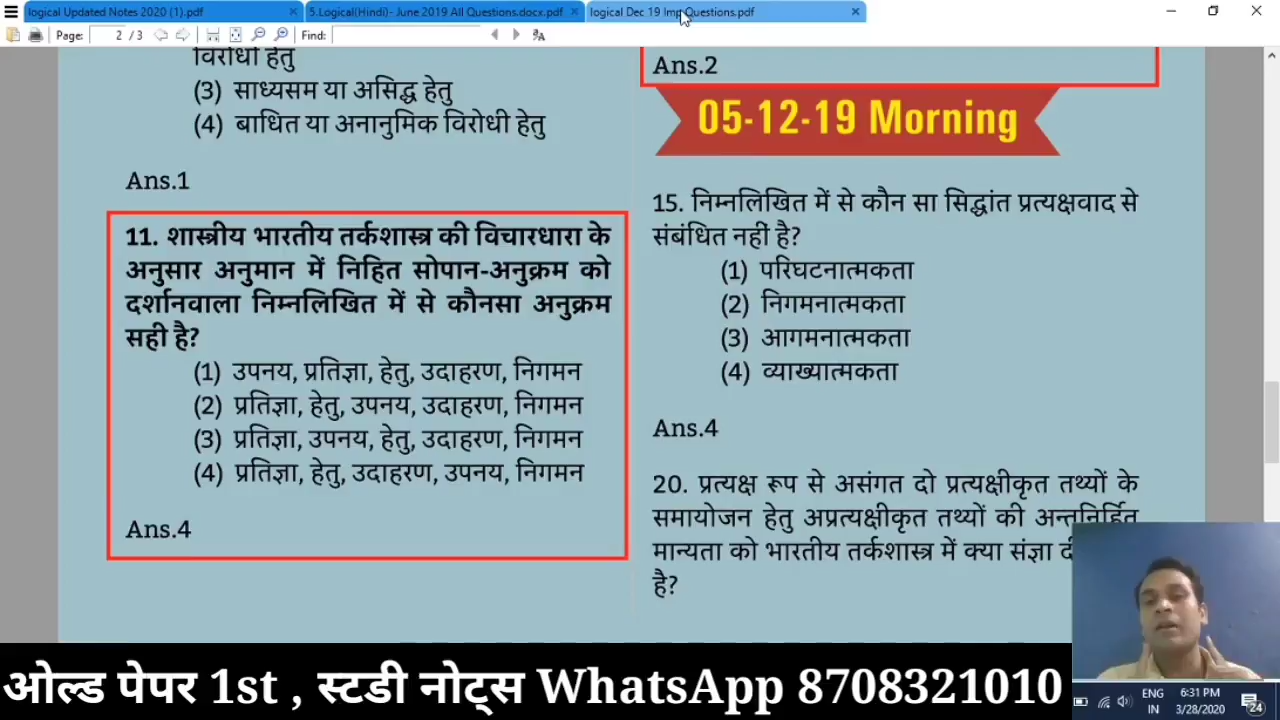 logical Updated Notes 2020 (1).pdf
5.Logical(Hindi)- June 2019 All Questions.docx.pdf
logical Dec 19 Imp Questions.pdf
Page: 2 / 3 Find:
विरोधी हेतु
(3) साध्यसम या असिद्ध हेतु
(4) बाधित या अनानुमिक विरोधी हेतु
Ans.1
11. शास्त्रीय भारतीय तर्कशास्त्र की विचारधारा के
अनुसार अनुमान में निहित सोपान-अनुक्रम को
दर्शानवाला निम्नलिखित में से कौनसा अनुक्रम
सही है?
(1) उपनय, प्रतिज्ञा, हेतु, उदाहरण, निगमन
(2) प्रतिज्ञा, हेतु, उपनय, उदाहरण, निगमन
(3) प्रतिज्ञा, उपनय, हेतु, उदाहरण, निगमन
(4) प्रतिज्ञा, हेतु, उदाहरण, उपनय, निगमन
Ans.4
Ans.2
05-12-19 Morning
15. निम्नलिखित में से कौन सा सिद्धांत प्रत्यक्षवाद से
संबंधित नहीं है?
(1) परिघटनात्मकता
(2) निगमनात्मकता
(3) आगमनात्मकता
(4) व्याख्यात्मकता
Ans.4
20. प्रत्यक्ष रूप से असंगत दो प्रत्यक्षीकृत तथ्यों के
समायोजन हेतु अप्रत्यक्षीकृत तथ्यों की अन्तनिर्हित
मान्यता को भारतीय तर्कशास्त्र में क्या संज्ञा
है?
ओल्ड पेपर 1st , स्टडी नोट्स WhatsApp 8708321010
ENG
IN
6:31 PM
3/28/2020
24